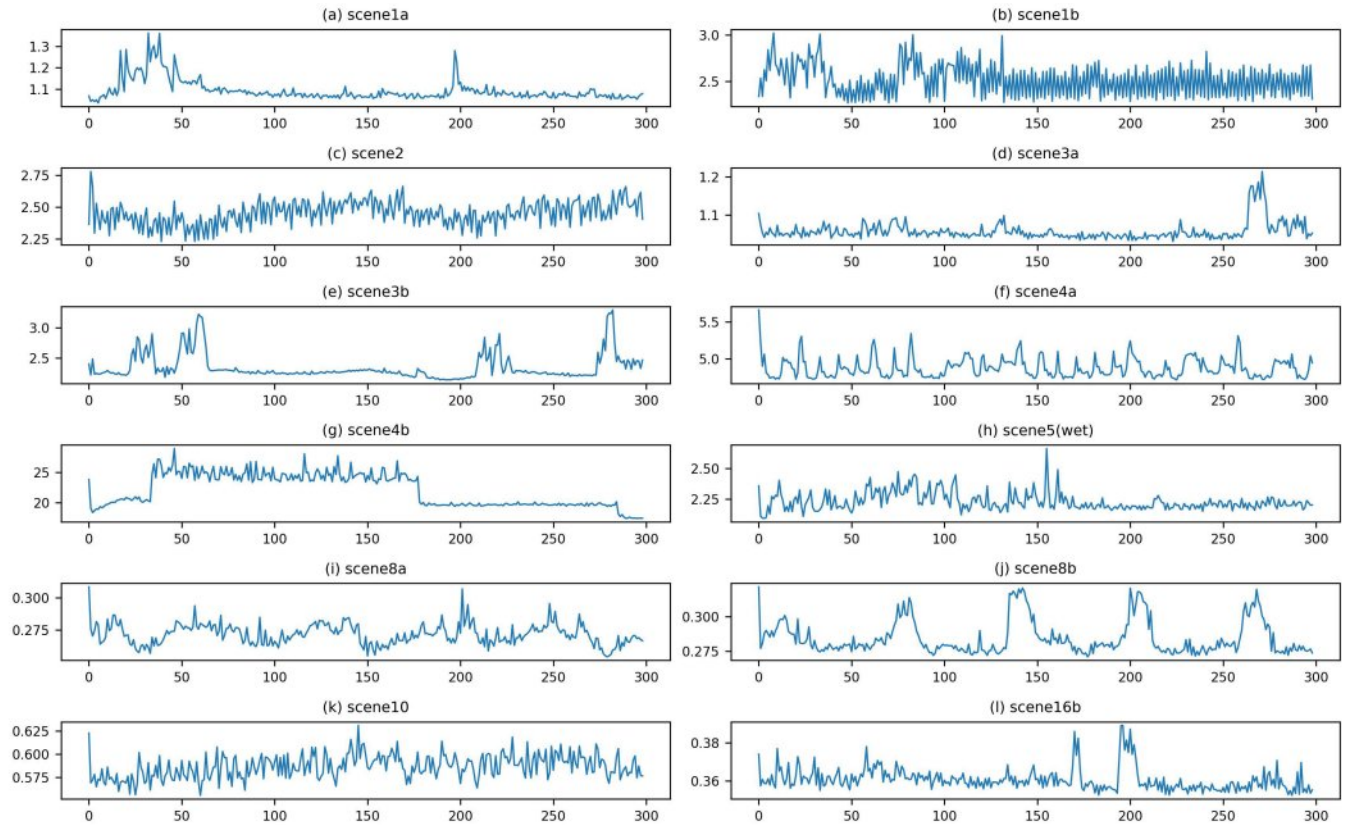 (a) scene1a
1.3
1.2
1.1
0 50 100 150 200 250 300
(b) scene1b
3.0
2.5
0 50 100 150 200 250 300
(c) scene2
2.75
2.50
2.25
0 50 100 150 200 250 300
(d) scene3a
1.2
1.1
0 50 100 150 200 250 300
(e) scene3b
3.0
2.5
0 50 100 150 200 250 300
(f) scene4a
5.5
5.0
0 50 100 150 200 250 300
(g) scene4b
25
20
0 50 100 150 200 250 300
(h) scene5(wet)
2.50
2.25
0 50 100 150 200 250 300
(i) scene8a
0.300
0.275
0 50 100 150 200 250 300
(j) scene8b
0.300
0.275
0 50 100 150 200 250 300
(k) scene10
0.625
0.600
0.575
0 50 100 150 200 250 300
(l) scene16b
0.38
0.36
0 50 100 150 200 250 300